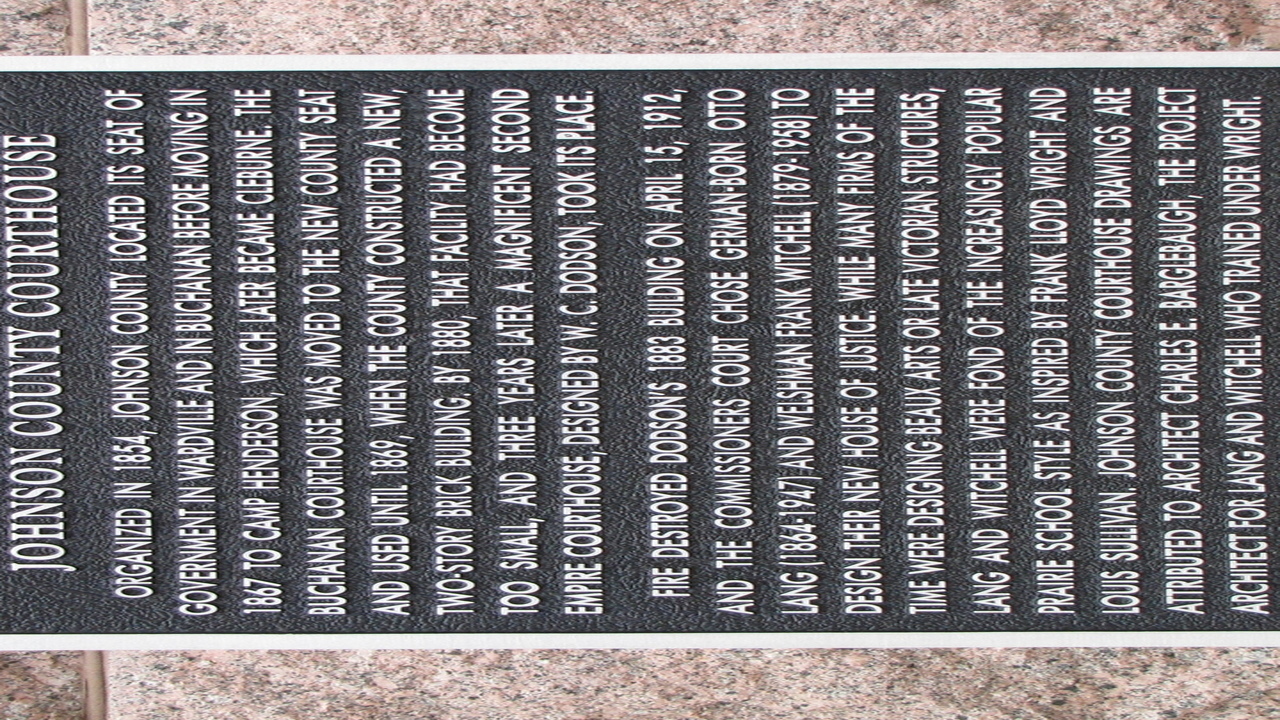 JOHNSON COUNTY COURTHOUSE
ORGANIZED IN 1854, JOHNSON COUNTY LOCATED ITS SEAT OF
GOVERNMENT IN WARDVILLE AND IN BUCHANAN BEFORE MOVING IN
1867 TO CAMP HENDERSON, WHICH LATER BECAME CLEBURNE. THE
BUCHANAN COURTHOUSE WAS MOVED TO THE NEW COUNTY SEAT
AND USED UNTIL 1869, WHEN THE COUNTY CONSTRUCTED A NEW,
TWO-STORY BRICK BUILDING. BY 1880, THAT FACILITY HAD BECOME
TOO SMALL, AND THREE YEARS LATER A MAGNIFICENT SECOND
EMPIRE COURTHOUSE, DESIGNED BY W. C. DODSON, TOOK ITS PLACE.
FIRE DESTROYED DODSON'S 1883 BUILDING ON APRIL 15, 1912,
AND THE COMMISSIONERS COURT CHOSE GERMAN-BORN OTTO
LANG (1864-1947) AND WELSHMAN FRANK WITCHELL (1879-1958) TO
DESIGN THEIR NEW HOUSE OF JUSTICE. WHILE MANY FIRMS OF THE
TIME WERE DESIGNING BEAUX ARTS OR LATE VICTORIAN STRUCTURES,
LANG AND WITCHELL WERE FOND OF THE INCREASINGLY POPULAR
PRAIRIE SCHOOL STYLE AS INSPIRED BY FRANK LLOYD WRIGHT AND
LOUIS SULLIVAN. JOHNSON COUNTY COURTHOUSE DRAWINGS ARE
ATTRIBUTED TO ARCHITECT CHARLES E. BARGEBAUGH, THE PROJECT
ARCHITECT FOR LANG AND WITCHELL WHO TRAINED UNDER WRIGHT.